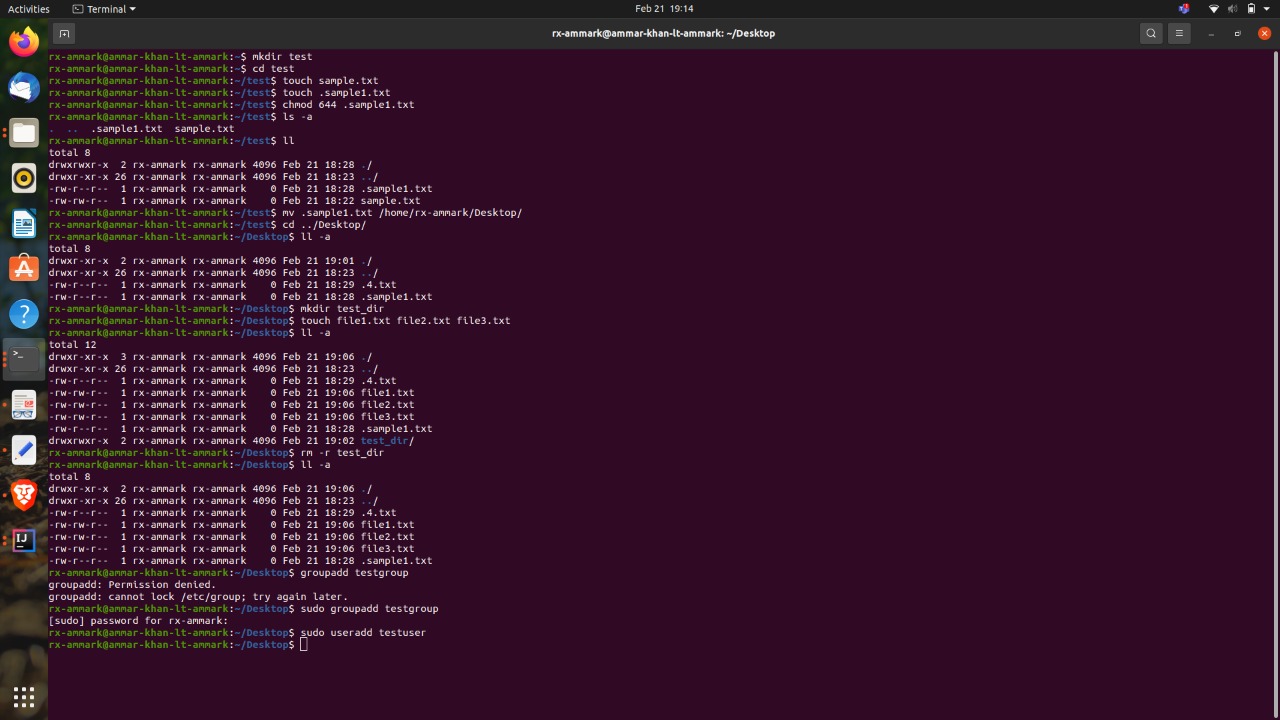 Activities
Terminal
Feb 21 19:14
rx-ammark@ammar-khan-lt-ammark: ~/Desktop
rx-ammark@ammar-khan-lt-ammark:~$ mkdir test
rx-ammark@ammar-khan-lt-ammark:~$ cd test
rx-ammark@ammar-khan-lt-ammark:~/test$ touch sample.txt
rx-ammark@ammar-khan-lt-ammark:~/test$ touch .sample1.txt
rx-ammark@ammar-khan-lt-ammark:~/test$ chmod 644 .sample1.txt
rx-ammark@ammar-khan-lt-ammark:~/test$ ls -a
.  ..  .sample1.txt  sample.txt
rx-ammark@ammar-khan-lt-ammark:~/test$ ll
total 8
drwxrwxr-x  2 rx-ammark rx-ammark 4096 Feb 21 18:28 ./
drwxr-xr-x 26 rx-ammark rx-ammark 4096 Feb 21 18:23 ../
-rw-r--r--  1 rx-ammark rx-ammark    0 Feb 21 18:28 .sample1.txt
-rw-rw-r--  1 rx-ammark rx-ammark    0 Feb 21 18:22 sample.txt
rx-ammark@ammar-khan-lt-ammark:~/test$ mv .sample1.txt /home/rx-ammark/Desktop/
rx-ammark@ammar-khan-lt-ammark:~/test$ cd ../Desktop/
rx-ammark@ammar-khan-lt-ammark:~/Desktop$ ll -a
total 8
drwxr-xr-x  2 rx-ammark rx-ammark 4096 Feb 21 19:01 ./
drwxr-xr-x 26 rx-ammark rx-ammark 4096 Feb 21 18:23 ../
-rw-r--r--  1 rx-ammark rx-ammark    0 Feb 21 18:29 .4.txt
-rw-r--r--  1 rx-ammark rx-ammark    0 Feb 21 18:28 .sample1.txt
rx-ammark@ammar-khan-lt-ammark:~/Desktop$ mkdir test_dir
rx-ammark@ammar-khan-lt-ammark:~/Desktop$ touch file1.txt file2.txt file3.txt
rx-ammark@ammar-khan-lt-ammark:~/Desktop$ ll -a
total 12
drwxr-xr-x  3 rx-ammark rx-ammark 4096 Feb 21 19:06 ./
drwxr-xr-x 26 rx-ammark rx-ammark 4096 Feb 21 18:23 ../
-rw-r--r--  1 rx-ammark rx-ammark    0 Feb 21 18:29 .4.txt
-rw-rw-r--  1 rx-ammark rx-ammark    0 Feb 21 19:06 file1.txt
-rw-rw-r--  1 rx-ammark rx-ammark    0 Feb 21 19:06 file2.txt
-rw-rw-r--  1 rx-ammark rx-ammark    0 Feb 21 19:06 file3.txt
-rw-r--r--  1 rx-ammark rx-ammark    0 Feb 21 18:28 .sample1.txt
drwxrwxr-x  2 rx-ammark rx-ammark 4096 Feb 21 19:02 test_dir/
rx-ammark@ammar-khan-lt-ammark:~/Desktop$ rm -r test_dir
rx-ammark@ammar-khan-lt-ammark:~/Desktop$ ll -a
total 8
drwxr-xr-x  2 rx-ammark rx-ammark 4096 Feb 21 19:06 ./
drwxr-xr-x 26 rx-ammark rx-ammark 4096 Feb 21 18:23 ../
-rw-r--r--  1 rx-ammark rx-ammark    0 Feb 21 18:29 .4.txt
-rw-rw-r--  1 rx-ammark rx-ammark    0 Feb 21 19:06 file1.txt
-rw-rw-r--  1 rx-ammark rx-ammark    0 Feb 21 19:06 file2.txt
-rw-rw-r--  1 rx-ammark rx-ammark    0 Feb 21 19:06 file3.txt
-rw-r--r--  1 rx-ammark rx-ammark    0 Feb 21 18:28 .sample1.txt
rx-ammark@ammar-khan-lt-ammark:~/Desktop$ groupadd testgroup
groupadd: Permission denied.
groupadd: cannot lock /etc/group; try again later.
rx-ammark@ammar-khan-lt-ammark:~/Desktop$ sudo groupadd testgroup
[sudo] password for rx-ammark:
rx-ammark@ammar-khan-lt-ammark:~/Desktop$ sudo useradd testuser
rx-ammark@ammar-khan-lt-ammark:~/Desktop$